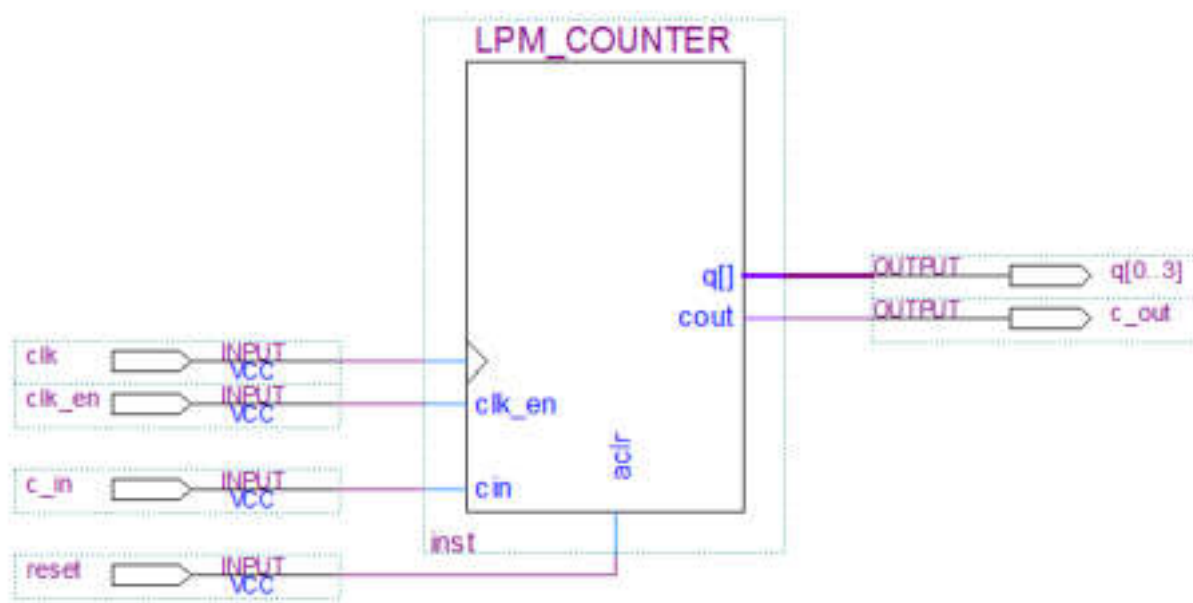 LPM_COUNTER
q[]
OUTPUT
q[0..3]
cout
OUTPUT
c_out
clk
INPUT
VCC
clk_en
INPUT
VCC
clk_en
aclr
c_in
INPUT
VCC
cin
inst
reset
INPUT
VCC